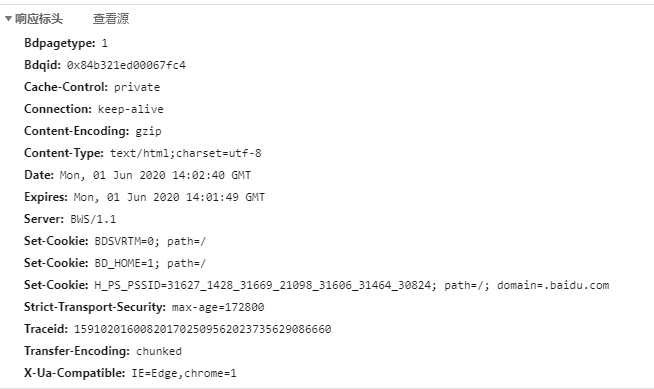 响应标头 查看源
Bdpagetype: 1
Bdqid: 0x84b321ed00067fc4
Cache-Control: private
Connection: keep-alive
Content-Encoding: gzip
Content-Type: text/html;charset=utf-8
Date: Mon, 01 Jun 2020 14:02:40 GMT
Expires: Mon, 01 Jun 2020 14:01:49 GMT
Server: BWS/1.1
Set-Cookie: BDSVRTM=0; path=/
Set-Cookie: BD_HOME=1; path=/
Set-Cookie: H_PS_PSSID=31627_1428_31669_21098_31606_31464_30824; path=/; domain=.baidu.com
Strict-Transport-Security: max-age=172800
Traceid: 1591020160082017025095620237356290866​60
Transfer-Encoding: chunked
X-Ua-Compatible: IE=Edge,chrome=1